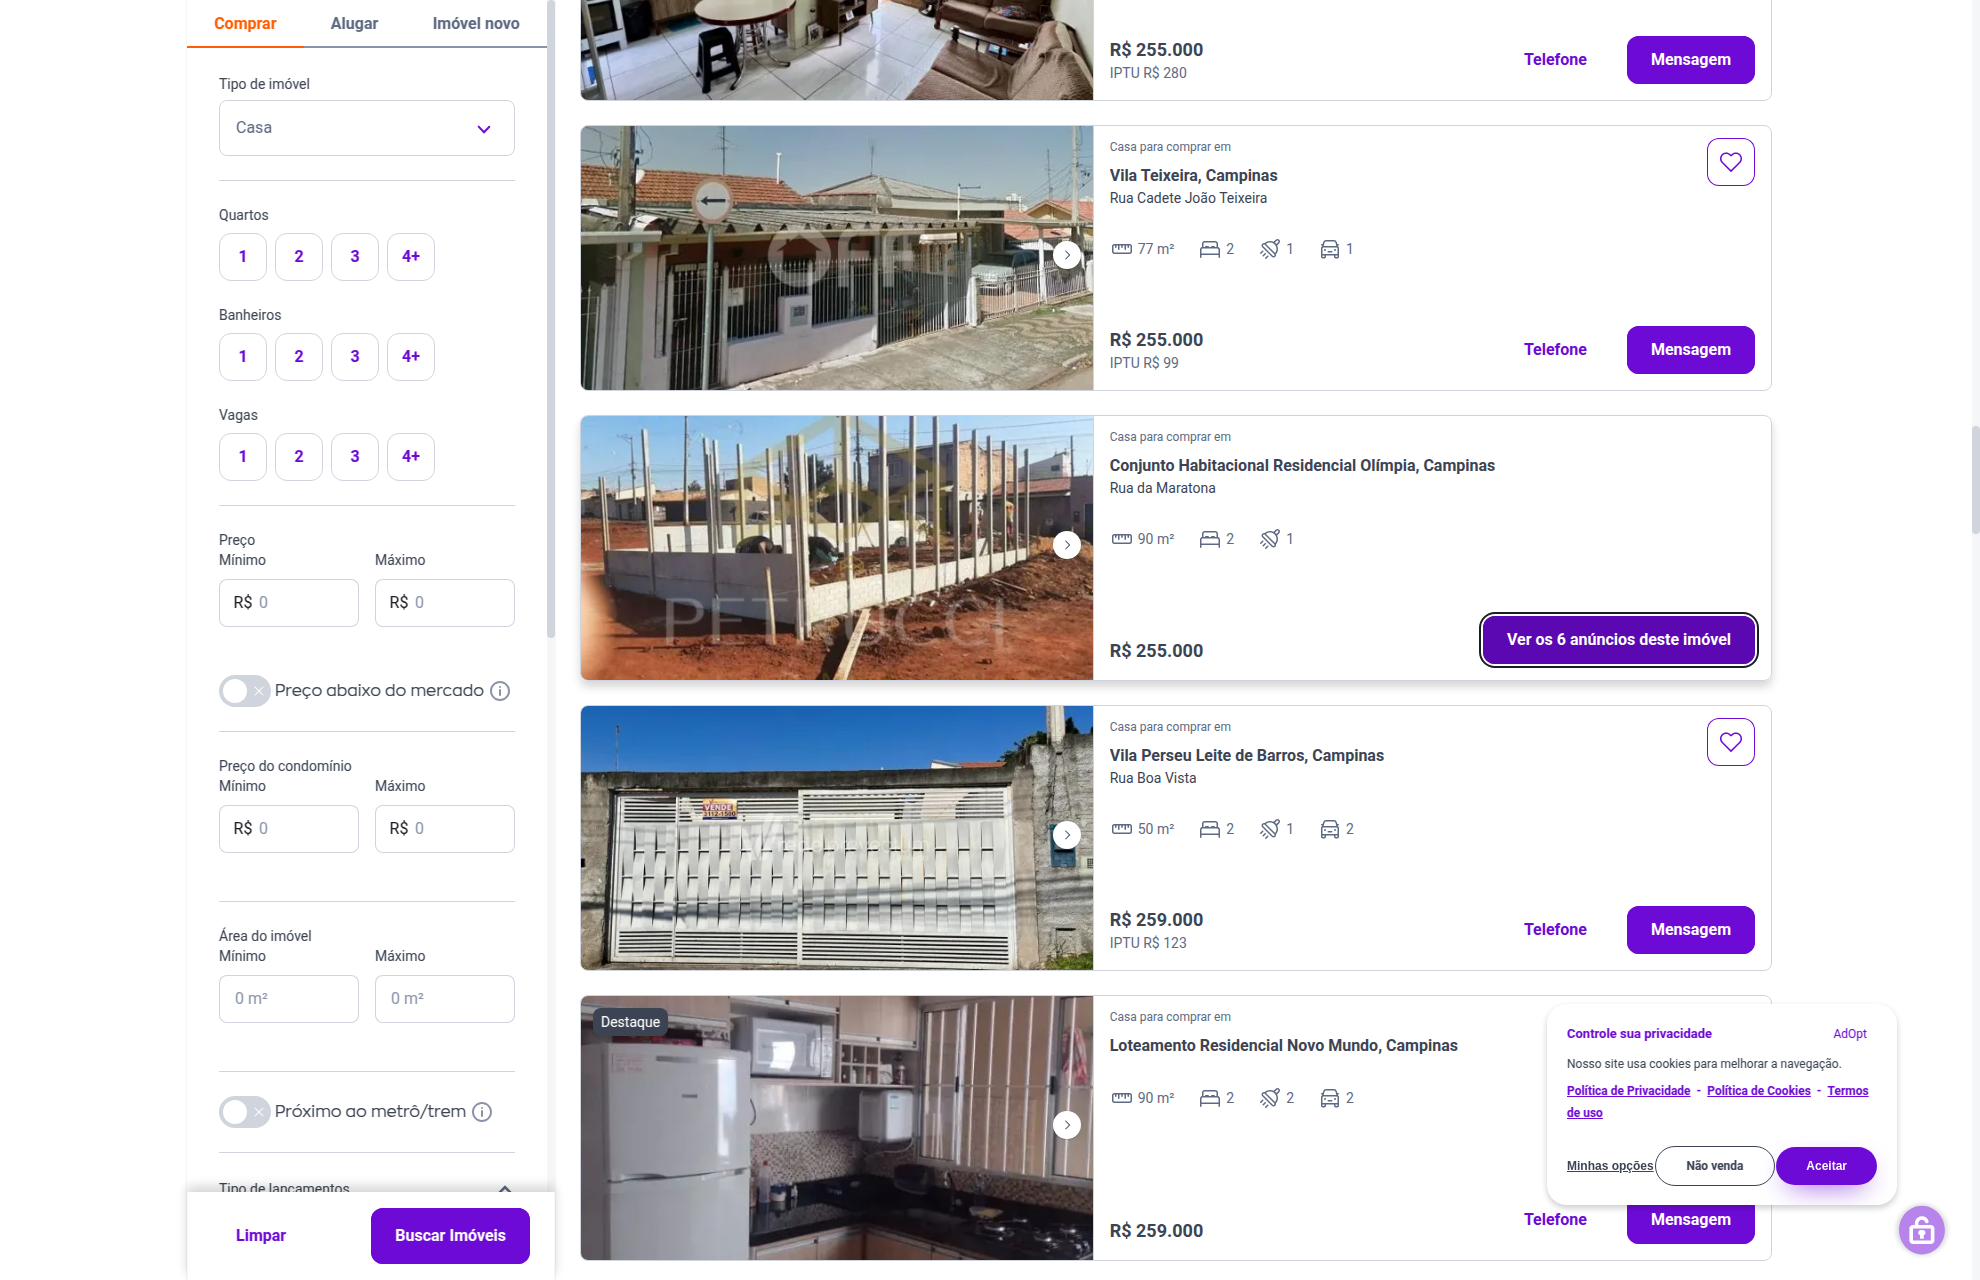 Comprar
Alugar
Imóvel novo
Tipo de imóvel
Casa
Quartos
1
2
3
4+
Banheiros
1
2
3
4+
Vagas
1
2
3
4+
Preço
Mínimo
Máximo
R$ 0
R$ 0
Preço abaixo do mercado
Preço do condomínio
Mínimo
Máximo
R$ 0
R$ 0
Área do imóvel
Mínimo
Máximo
0 m²
0 m²
Próximo ao metrô/trem
Tipo de lançamentos
Limpar
Buscar Imóveis
R$ 255.000
IPTU R$ 280
Telefone
Mensagem
Casa para comprar em
Vila Teixeira, Campinas
Rua Cadete João Teixeira
77 m²
2
1
1
R$ 255.000
IPTU R$ 99
Telefone
Mensagem
PETRUCCI
Casa para comprar em
Conjunto Habitacional Residencial Olímpia, Campinas
Rua da Maratona
90 m²
2
1
R$ 255.000
Ver os 6 anúncios deste imóvel
VENDE
3112-1500
Casa para comprar em
Vila Perseu Leite de Barros, Campinas
Rua Boa Vista
50 m²
2
1
2
R$ 259.000
IPTU R$ 123
Telefone
Mensagem
Destaque
Casa para comprar em
Loteamento Residencial Novo Mundo, Campinas
90 m²
2
2
2
R$ 259.000
Telefone
Mensagem
Controle sua privacidade
AdOpt
Nosso site usa cookies para melhorar a navegação.
Política de Privacidade - Política de Cookies - Termos
de uso
Minhas opções
Não venda
Aceitar